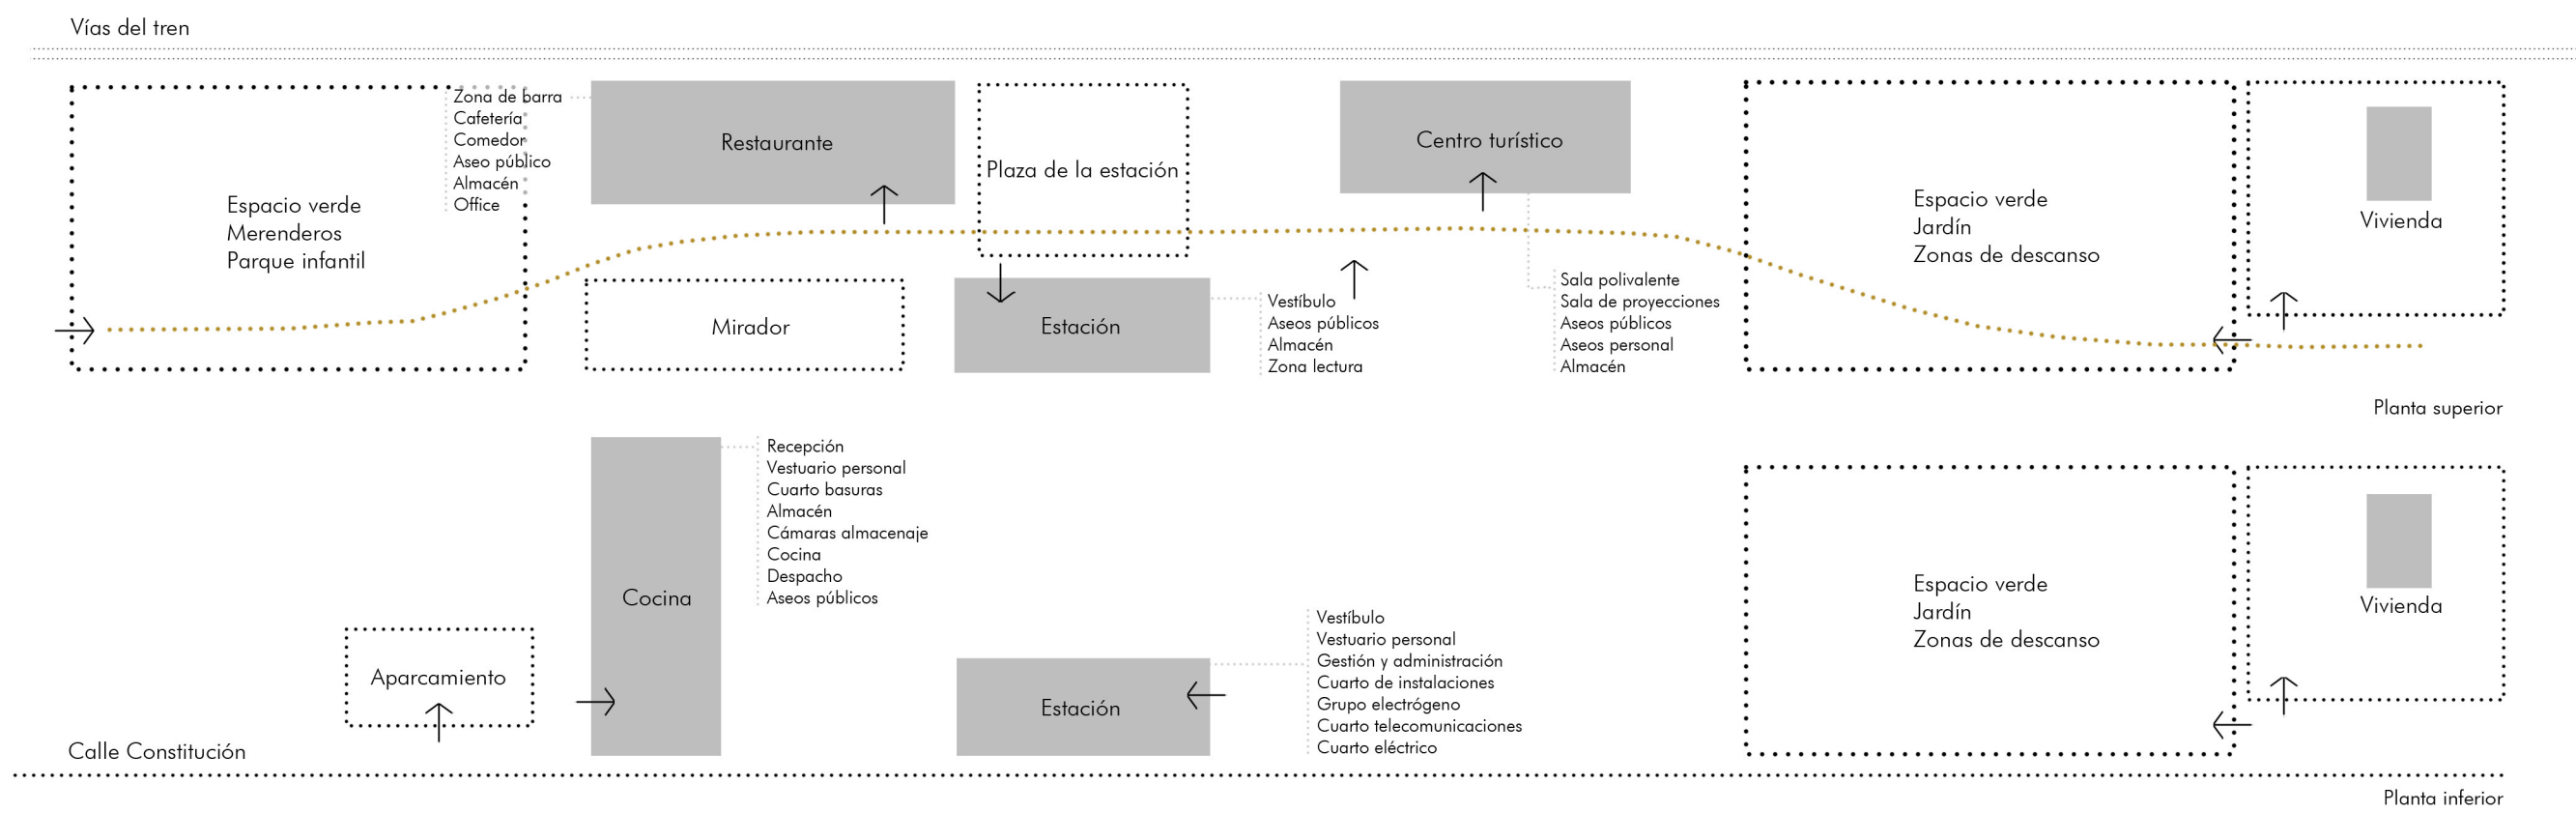 Vías del tren
Zona de barra
Cafetería
Comedor
Aseo público
Almacén
Office
Espacio verde
Merenderos
Parque infantil
Restaurante
Plaza de la estación
Centro turístico
Espacio verde
Jardín
Zonas de descanso
Vivienda
Mirador
Estación
Vestíbulo
Aseos públicos
Almacén
Zona lectura
Sala polivalente
Sala de proyecciones
Aseos públicos
Aseos personal
Almacén
Planta superior
Recepción
Vestuario personal
Cuarto basuras
Almacén
Cámaras almacenaje
Cocina
Despacho
Aseos públicos
Cocina
Aparcamiento
Estación
Vestíbulo
Vestuario personal
Gestión y administración
Cuarto de instalaciones
Grupo electrógeno
Cuarto telecomunicaciones
Cuarto eléctrico
Espacio verde
Jardín
Zonas de descanso
Vivienda
Calle Constitución
Planta inferior